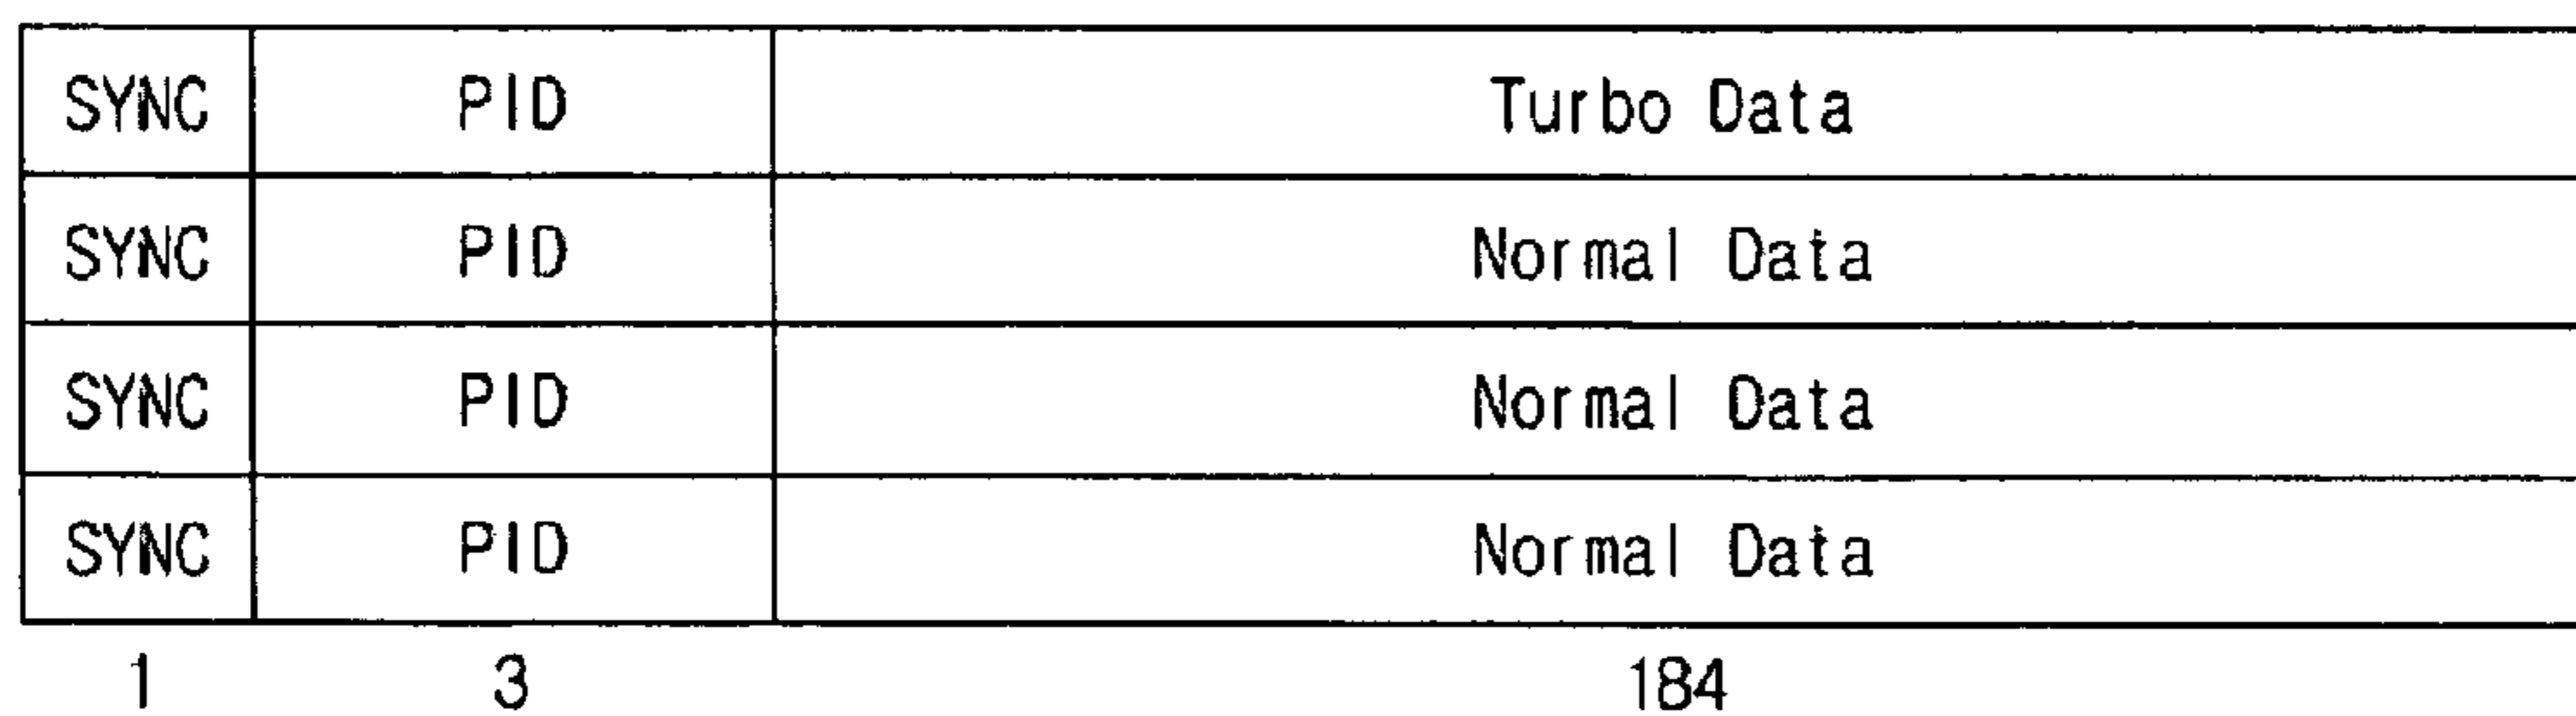 SYNC PID Turbo Data
SYNC PID Normal Data
SYNC PID Normal Data
SYNC PID Normal Data
1 3 184